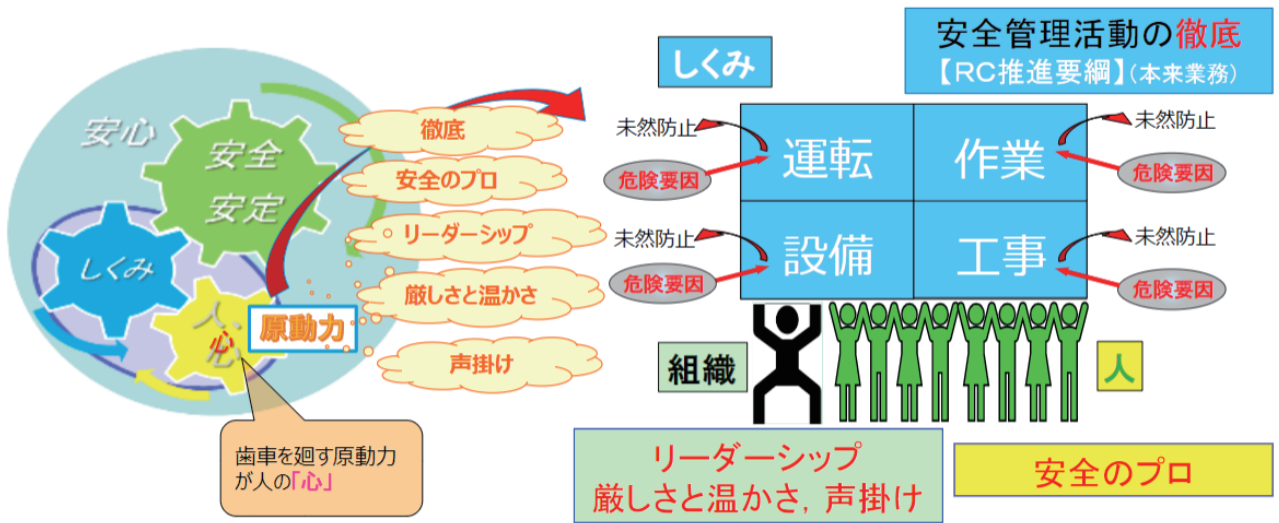 安心
安全
安定
しくみ
人、
心
心
原動力
歯車を廻す原動力
が人の「心」
徹底
安全のプロ
リーダーシップ
厳しさと温かさ
声掛け
しくみ
安全管理活動の徹底
【RC推進要綱】(本来業務)
未然防止
危険要因
運転
作業
未然防止
危険要因
未然防止
危険要因
設備
工事
未然防止
危険要因
組織
人
リーダーシップ
厳しさと温かさ，声掛け
安全のプロ